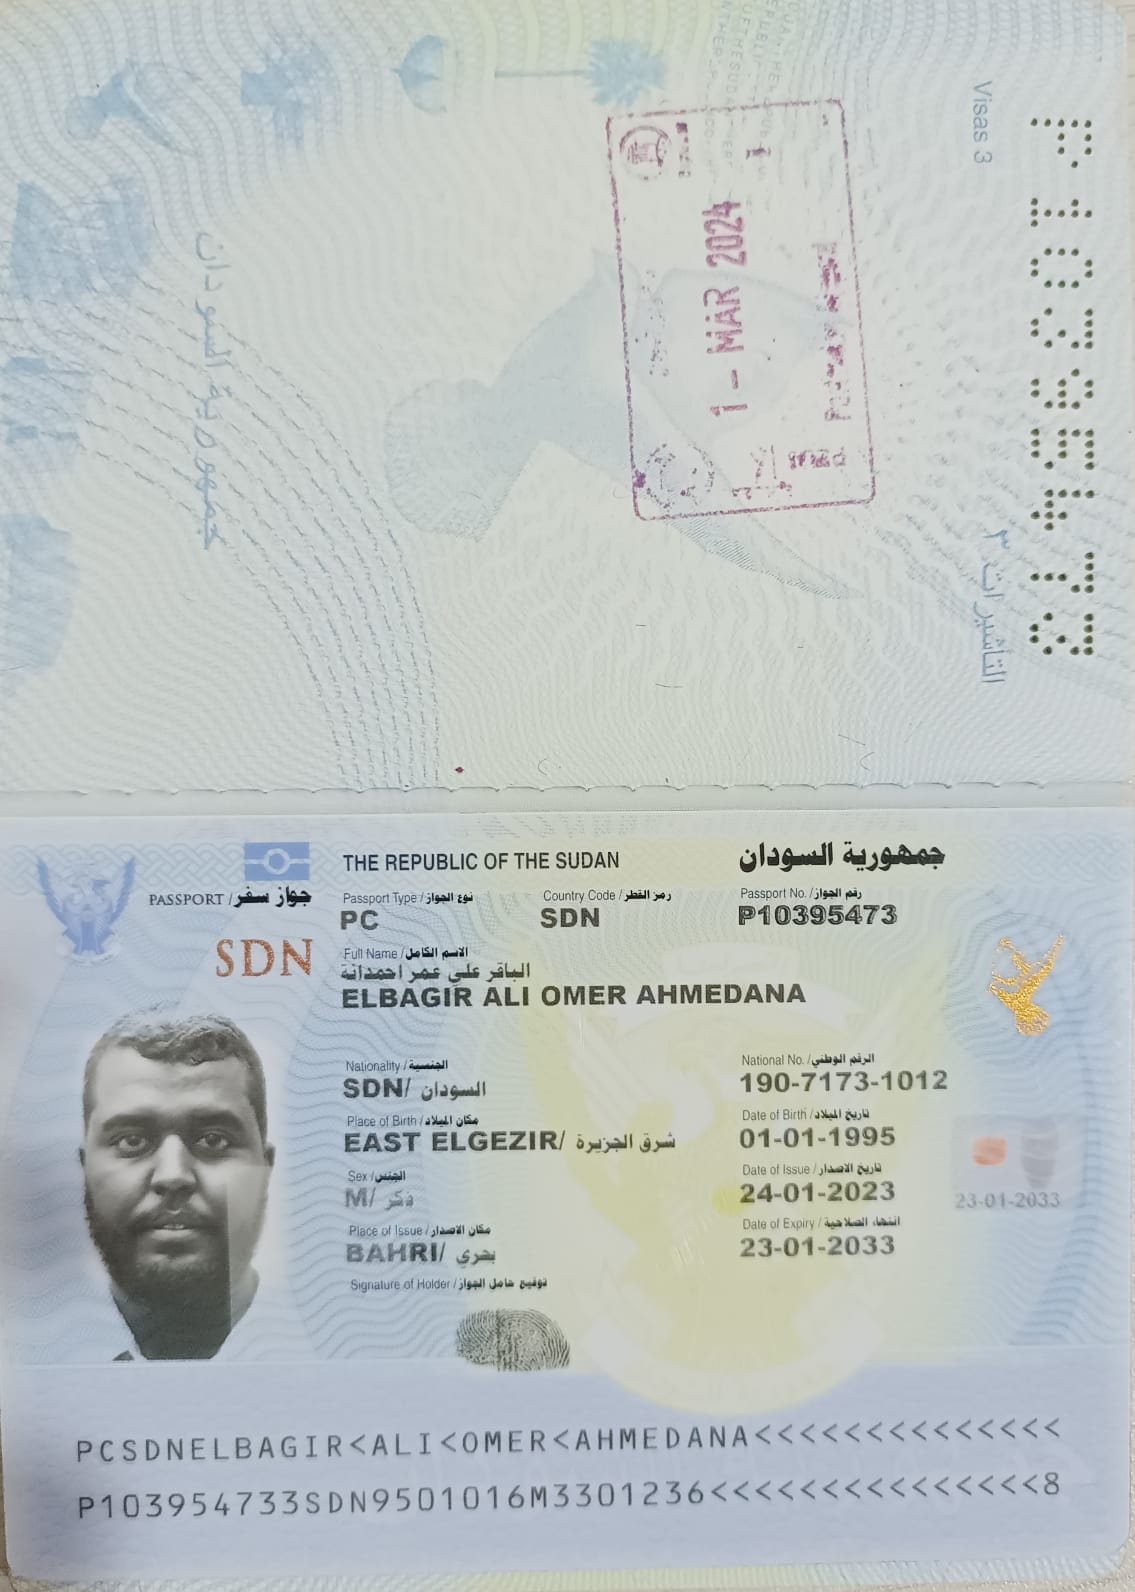 Visas 3
التأشيرات ٣
P10395473
1 - MAR 2024
جمهورية السودان
THE REPUBLIC OF THE SUDAN
جمهورية السودان
PASSPORT / جواز سفر
Passport Type / نوع الجواز
Country Code / رمز القطر
Passport No. / رقم الجواز
PC
SDN
P10395473
SDN
Full Name / الاسم الكامل
الباقر علي عمر احمدانة
ELBAGIR ALI OMER AHMEDANA
Nationality / الجنسية
National No. / الرقم الوطني
SDN/ السودان
190-7173-1012
Place of Birth / مكان الميلاد
Date of Birth / تاريخ الميلاد
EAST ELGEZIR/ شرق الجزيرة
01-01-1995
Sex / الجنس
Date of Issue / تاريخ الاصدار
M/ ذكر
24-01-2023
23-01-2033
Place of Issue / مكان الاصدار
Date of Expiry / انتهاء الصلاحية
BAHRI/ بحري
23-01-2033
Signature of Holder / توقيع حامل الجواز
PCSDNELBAGIR<ALI<OMER<AHMEDANA<<<<<<<<<<<<<<
P103954733SDN9501016M3301236<<<<<<<<<<<<<<<8